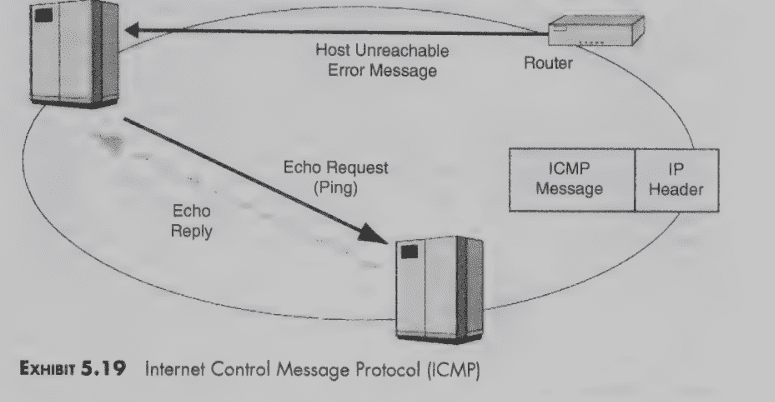 Host Unreachable
Error Message
Router
ICMP
Message
IP
Header
Echo Request
(Ping)
Echo
Reply
EXHIBIT 5.19 Internet Control Message Protocol (ICMP)